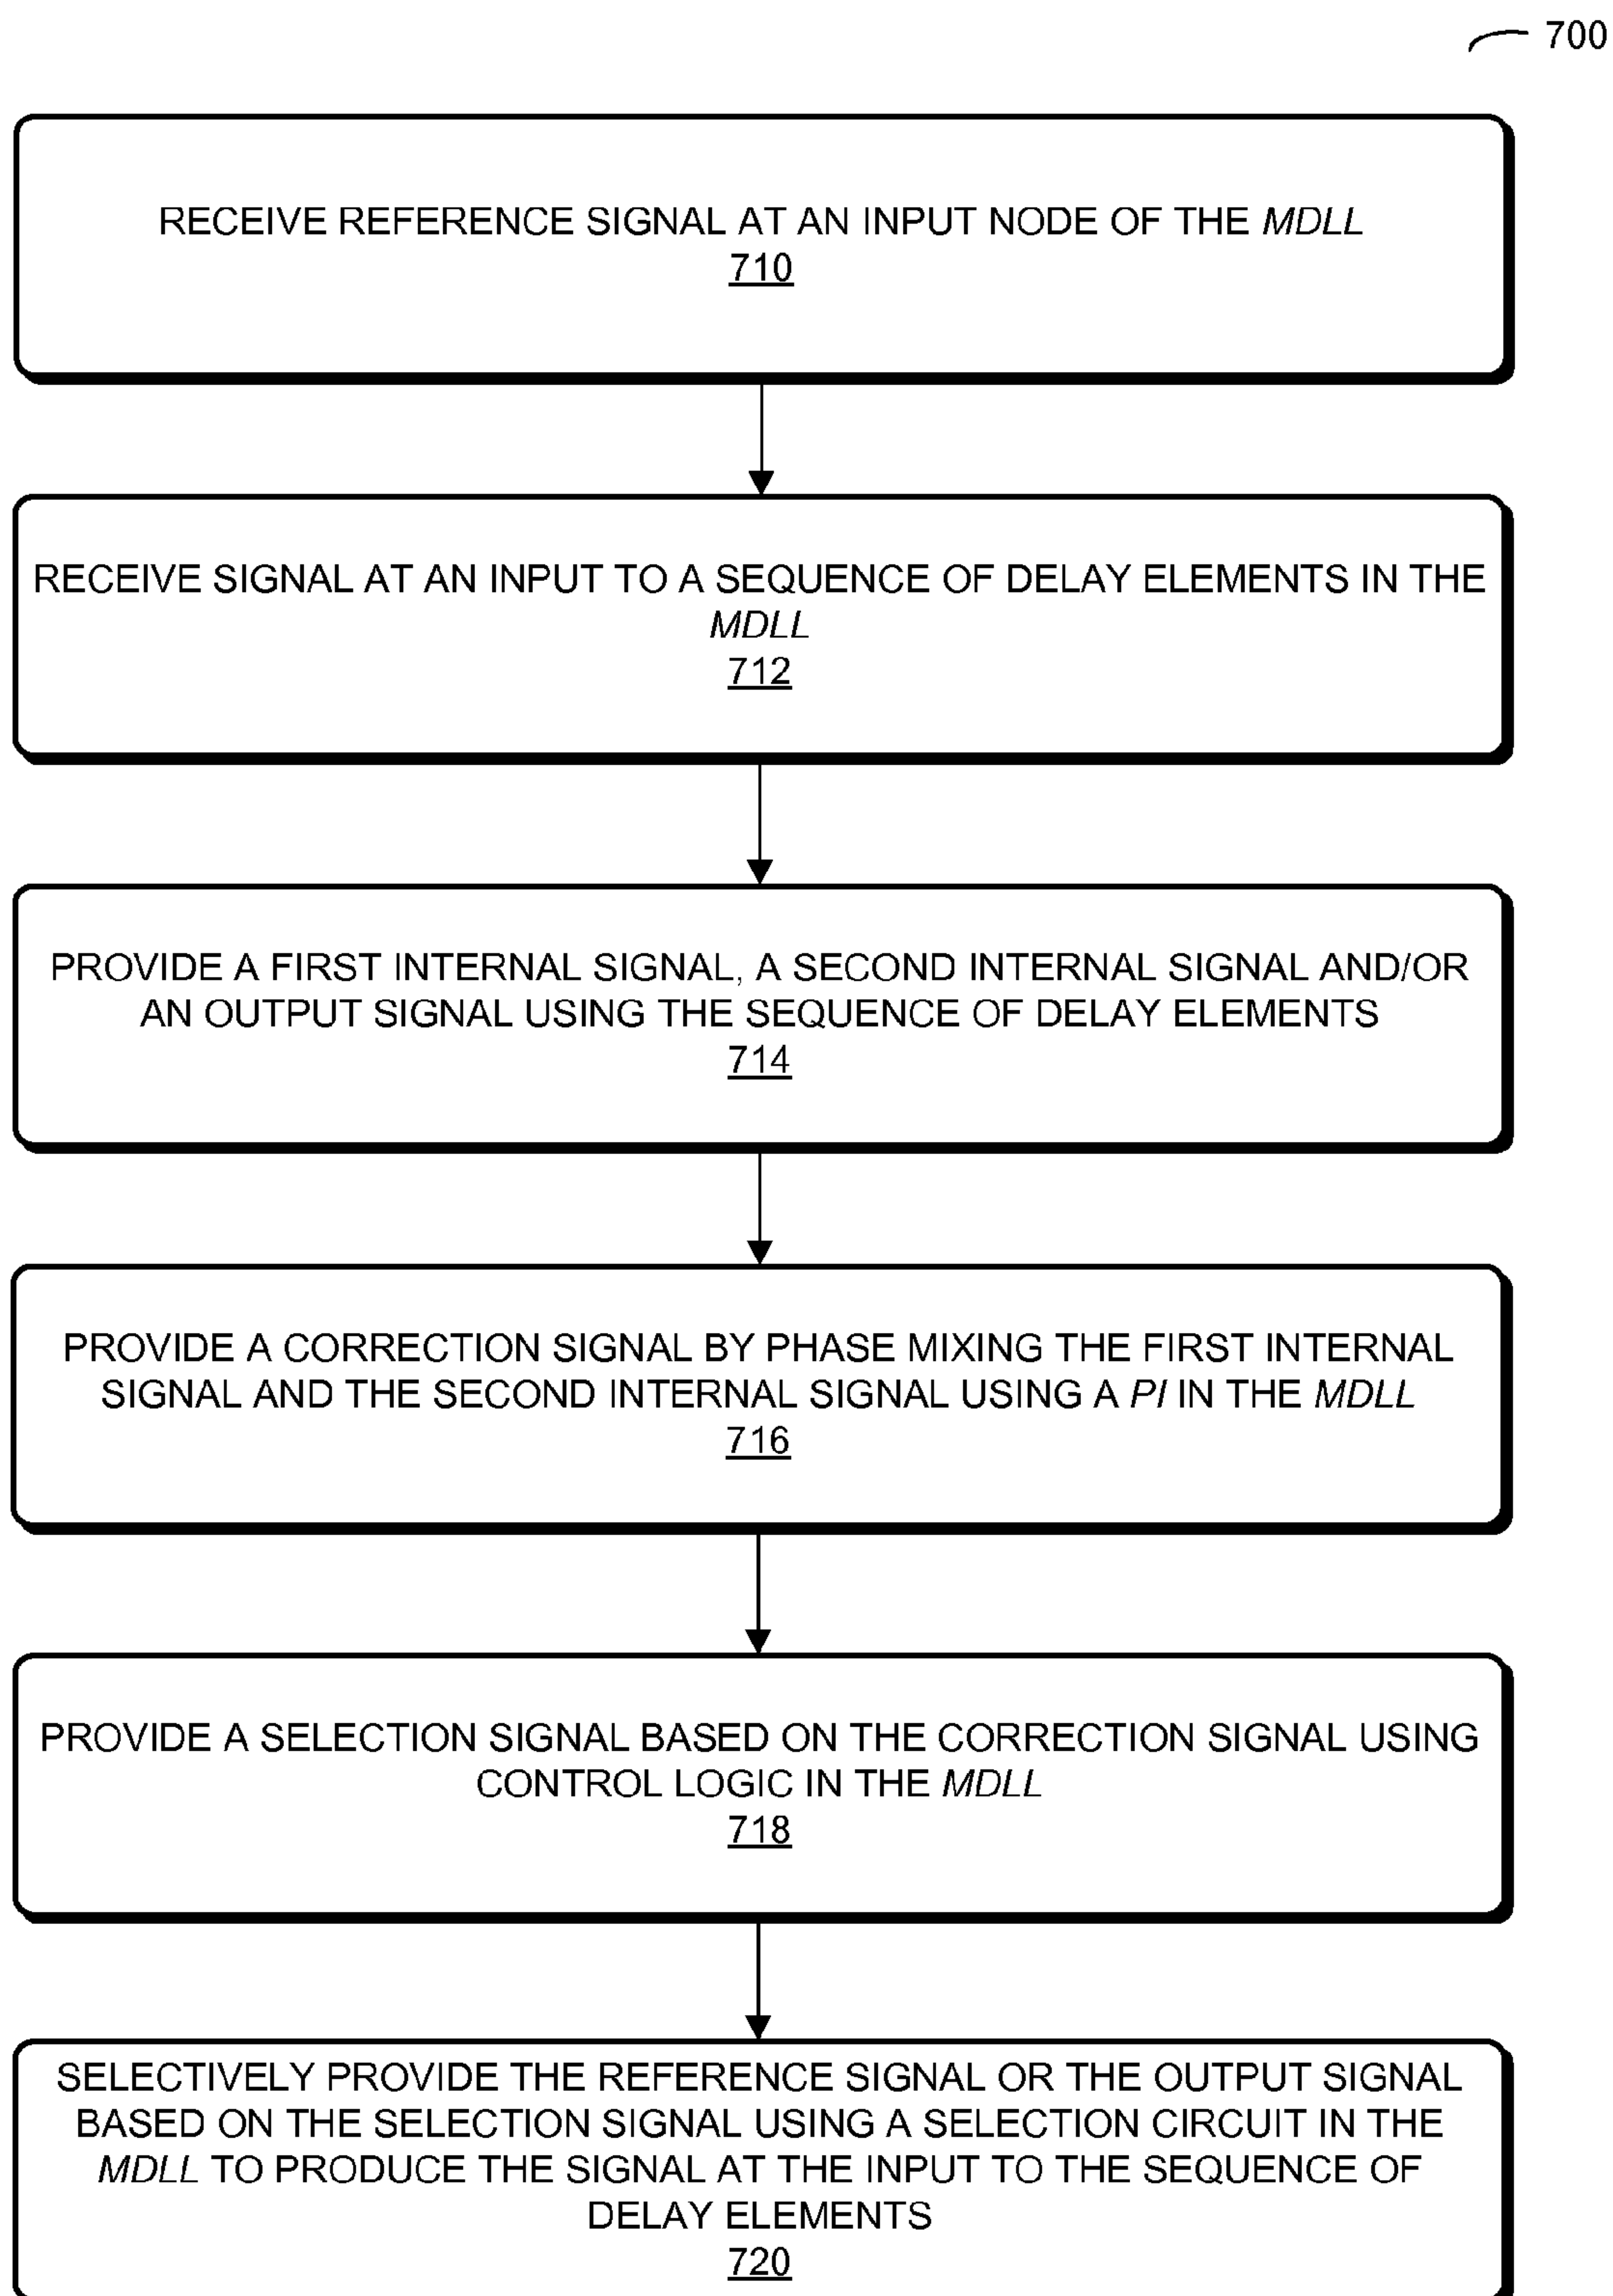 700
RECEIVE REFERENCE SIGNAL AT AN INPUT NODE OF THE MDLL
710
RECEIVE SIGNAL AT AN INPUT TO A SEQUENCE OF DELAY ELEMENTS IN THE
MDLL
712
PROVIDE A FIRST INTERNAL SIGNAL, A SECOND INTERNAL SIGNAL AND/OR
AN OUTPUT SIGNAL USING THE SEQUENCE OF DELAY ELEMENTS
714
PROVIDE A CORRECTION SIGNAL BY PHASE MIXING THE FIRST INTERNAL
SIGNAL AND THE SECOND INTERNAL SIGNAL USING A PI IN THE MDLL
716
PROVIDE A SELECTION SIGNAL BASED ON THE CORRECTION SIGNAL USING
CONTROL LOGIC IN THE MDLL
718
SELECTIVELY PROVIDE THE REFERENCE SIGNAL OR THE OUTPUT SIGNAL
BASED ON THE SELECTION SIGNAL USING A SELECTION CIRCUIT IN THE
MDLL TO PRODUCE THE SIGNAL AT THE INPUT TO THE SEQUENCE OF
DELAY ELEMENTS
720